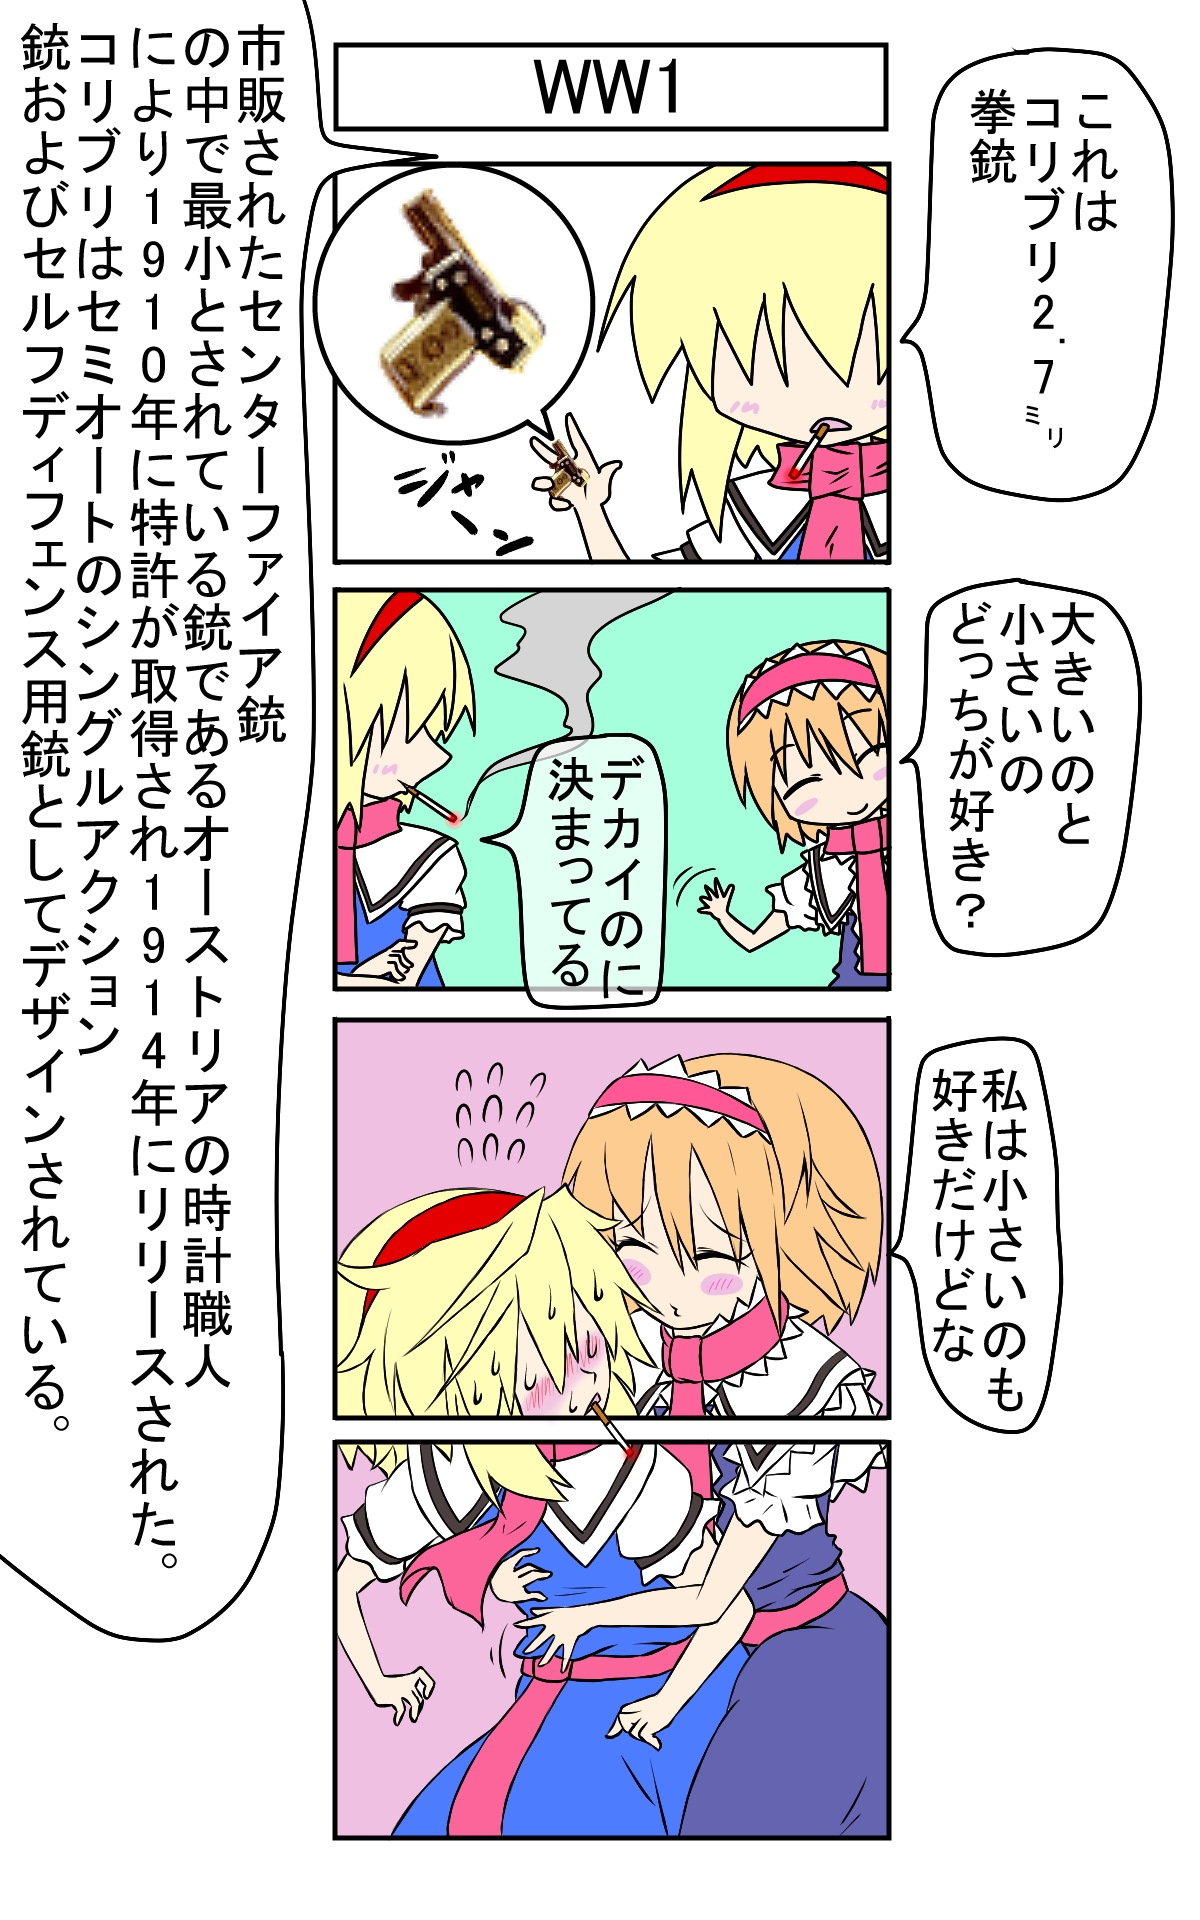 WW1
これは
コリブリ2.7ミリ
拳銃
市販されたセンターファイア銃
の中で最小とされている銃であるオーストリアの時計職人
により1910年に特許が取得され1914年にリリースされた。
コリブリはセミオートのシングルアクション
銃およびセルフディフェンス用銃としてデザインされている。
ジャーン
大きいのと
小さいの
どっちが好き?
デカイのに
決まってる
私は小さいのも
好きだけどな